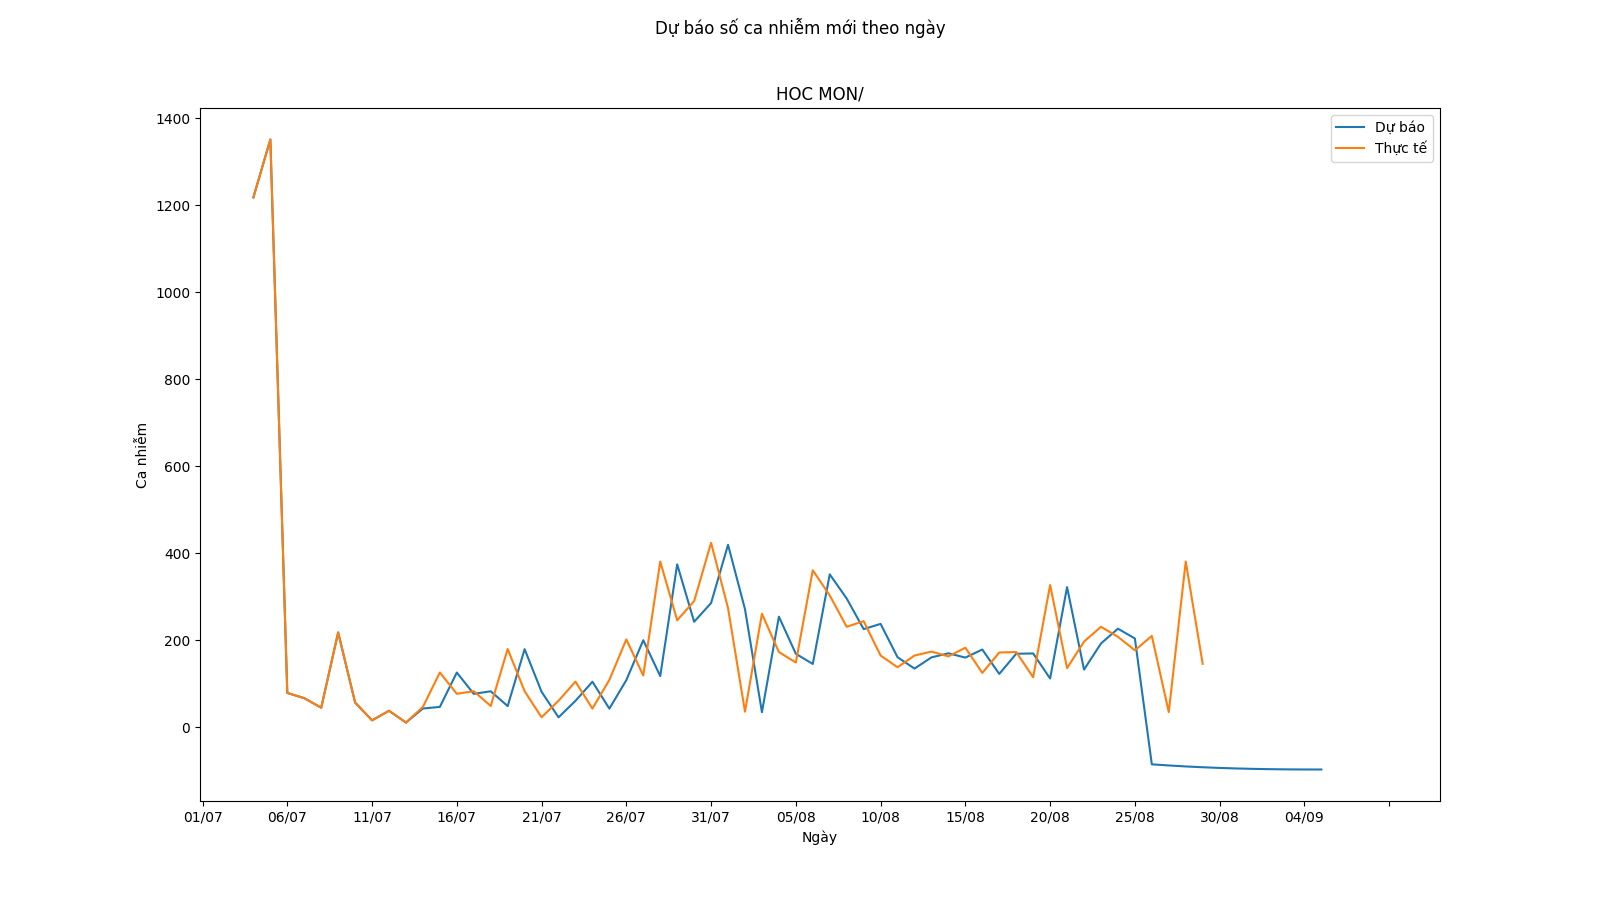 Dự báo số ca nhiễm mới theo ngày
HOC MON/
Dự báo
Thực tế
1400
1200
1000
800
600
400
200
0
Ca nhiễm
01/07 06/07 11/07 16/07 21/07 26/07 31/07 05/08 10/08 15/08 20/08 25/08 30/08 04/09
Ngày